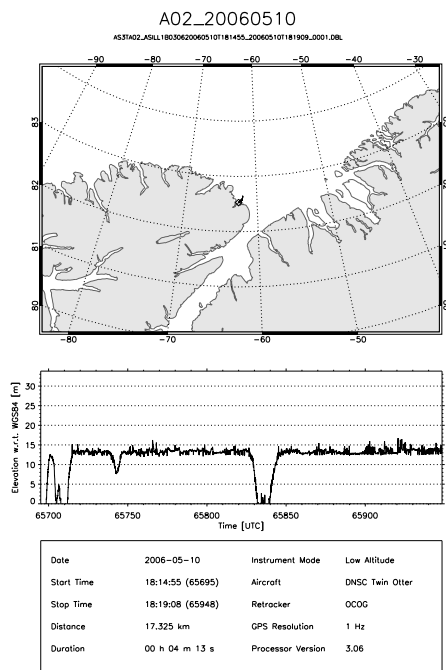 A02_20060510
AS3TA02_ASILL1B030620060510T181455_20060510T181909_0001.DBL
-90 -80 -70 -60 -50 -40 -30
83
82
81
80
-80 -70 -60 -50
Elevation w.r.t. WGS84 [m]
30
25
20
15
10
5
0
65700 65750 65800 65850 65900
Time [UTC]
Date 2006-05-10 Instrument Mode Low Altitude
Start Time 18:14:55 (65695) Aircraft DNSC Twin Otter
Stop Time 18:19:08 (65948) Retracker OCOG
Distance 17.325 km GPS Resolution 1 Hz
Duration 00 h 04 m 13 s Processor Version 3.06